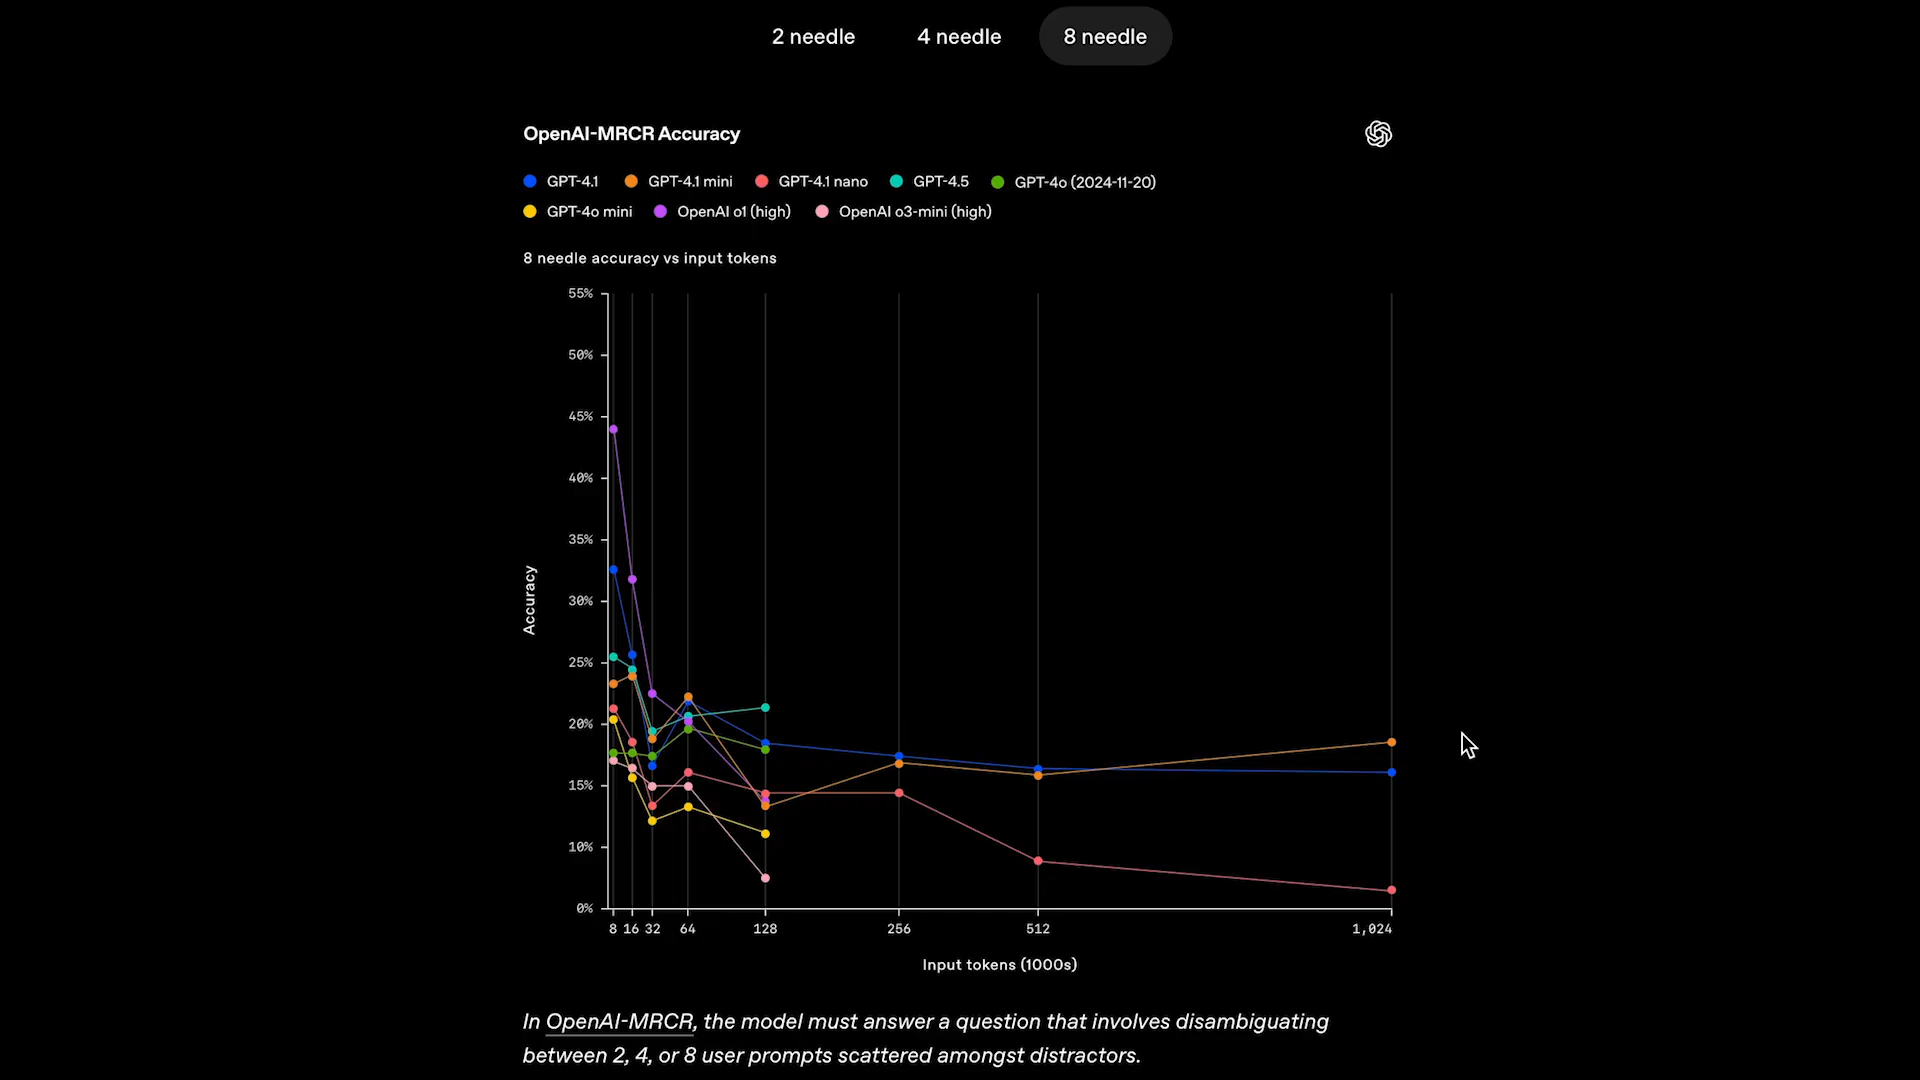 2 needle 4 needle 8 needle
OpenAI-MRCR Accuracy
GPT-4.1 GPT-4.1 mini GPT-4.1 nano GPT-4.5 GPT-4o (2024-11-20)
GPT-4o mini OpenAI o1 (high) OpenAI o3-mini (high)
8 needle accuracy vs input tokens
55%
50%
45%
40%
35%
30%
25%
20%
15%
10%
0%
Accuracy
8 16 32 64 128 256 512 1,024
Input tokens (1000s)
In OpenAI-MRCR, the model must answer a question that involves disambiguating
between 2, 4, or 8 user prompts scattered amongst distractors.